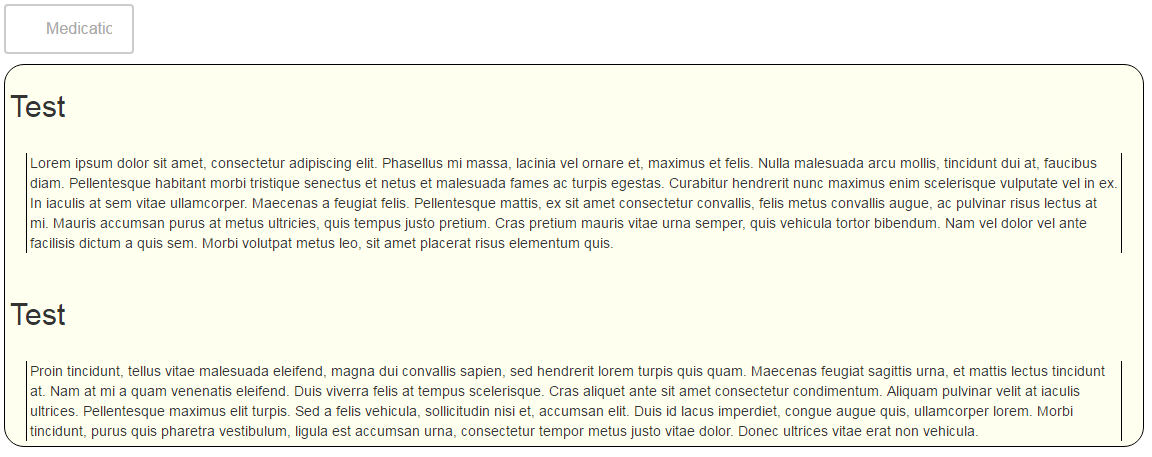 Medicatic
Test
Lorem ipsum dolor sit amet, consectetur adipiscing elit. Phasellus mi massa, lacinia vel ornare et, maximus et felis. Nulla malesuada arcu mollis, tincidunt dui at, faucibus
diam. Pellentesque habitant morbi tristique senectus et netus et malesuada fames ac turpis egestas. Curabitur hendrerit nunc maximus enim scelerisque vulputate vel in ex.
In iaculis at sem vitae ullamcorper. Maecenas a feugiat felis. Pellentesque mattis, ex sit amet consectetur convallis, felis metus convallis augue, ac pulvinar risus lectus at
mi. Mauris accumsan purus at metus ultricies, quis tempus justo pretium. Cras pretium mauris vitae urna semper, quis vehicula tortor bibendum. Nam vel dolor vel ante
facilisis dictum a quis sem. Morbi volutpat metus leo, sit amet placerat risus elementum quis.
Test
Proin tincidunt, tellus vitae malesuada eleifend, magna dui convallis sapien, sed hendrerit lorem turpis quis quam. Maecenas feugiat sagittis urna, et mattis lectus tincidunt
at. Nam at mi a quam venenatis eleifend. Duis viverra felis at tempus scelerisque. Cras aliquet ante sit amet consectetur condimentum. Aliquam pulvinar velit at iaculis
ultrices. Pellentesque maximus elit turpis. Sed a felis vehicula, sollicitudin nisi et, accumsan elit. Duis id lacus imperdiet, congue augue quis, ullamcorper lorem. Morbi
tincidunt, purus quis pharetra vestibulum, ligula est accumsan urna, consectetur tempor metus justo vitae dolor. Donec ultrices vitae erat non vehicula.